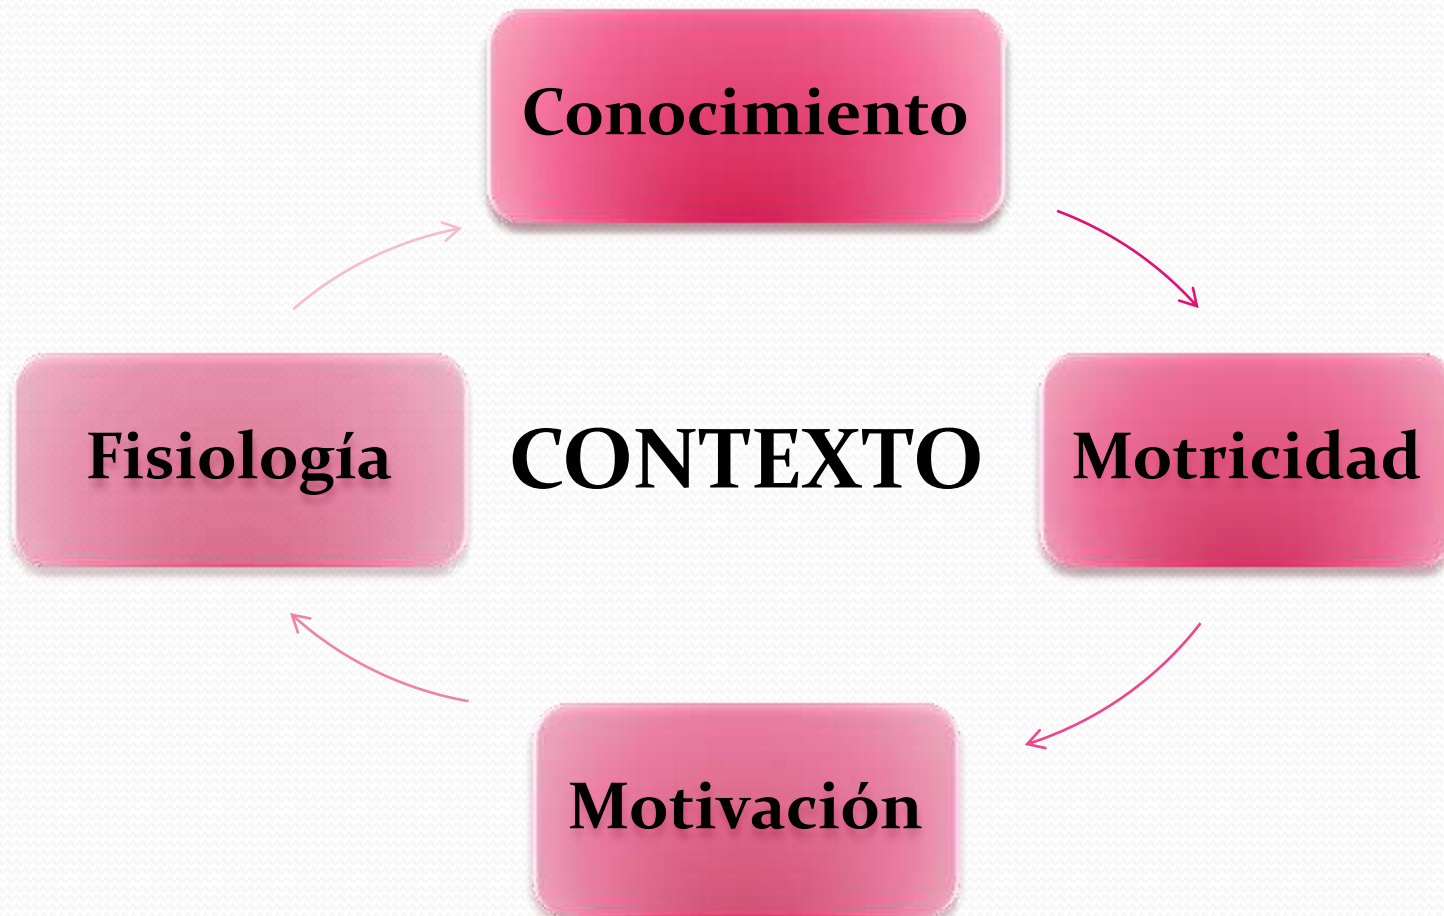 Conocimiento
Fisiología
CONTEXTO
Motricidad
Motivación